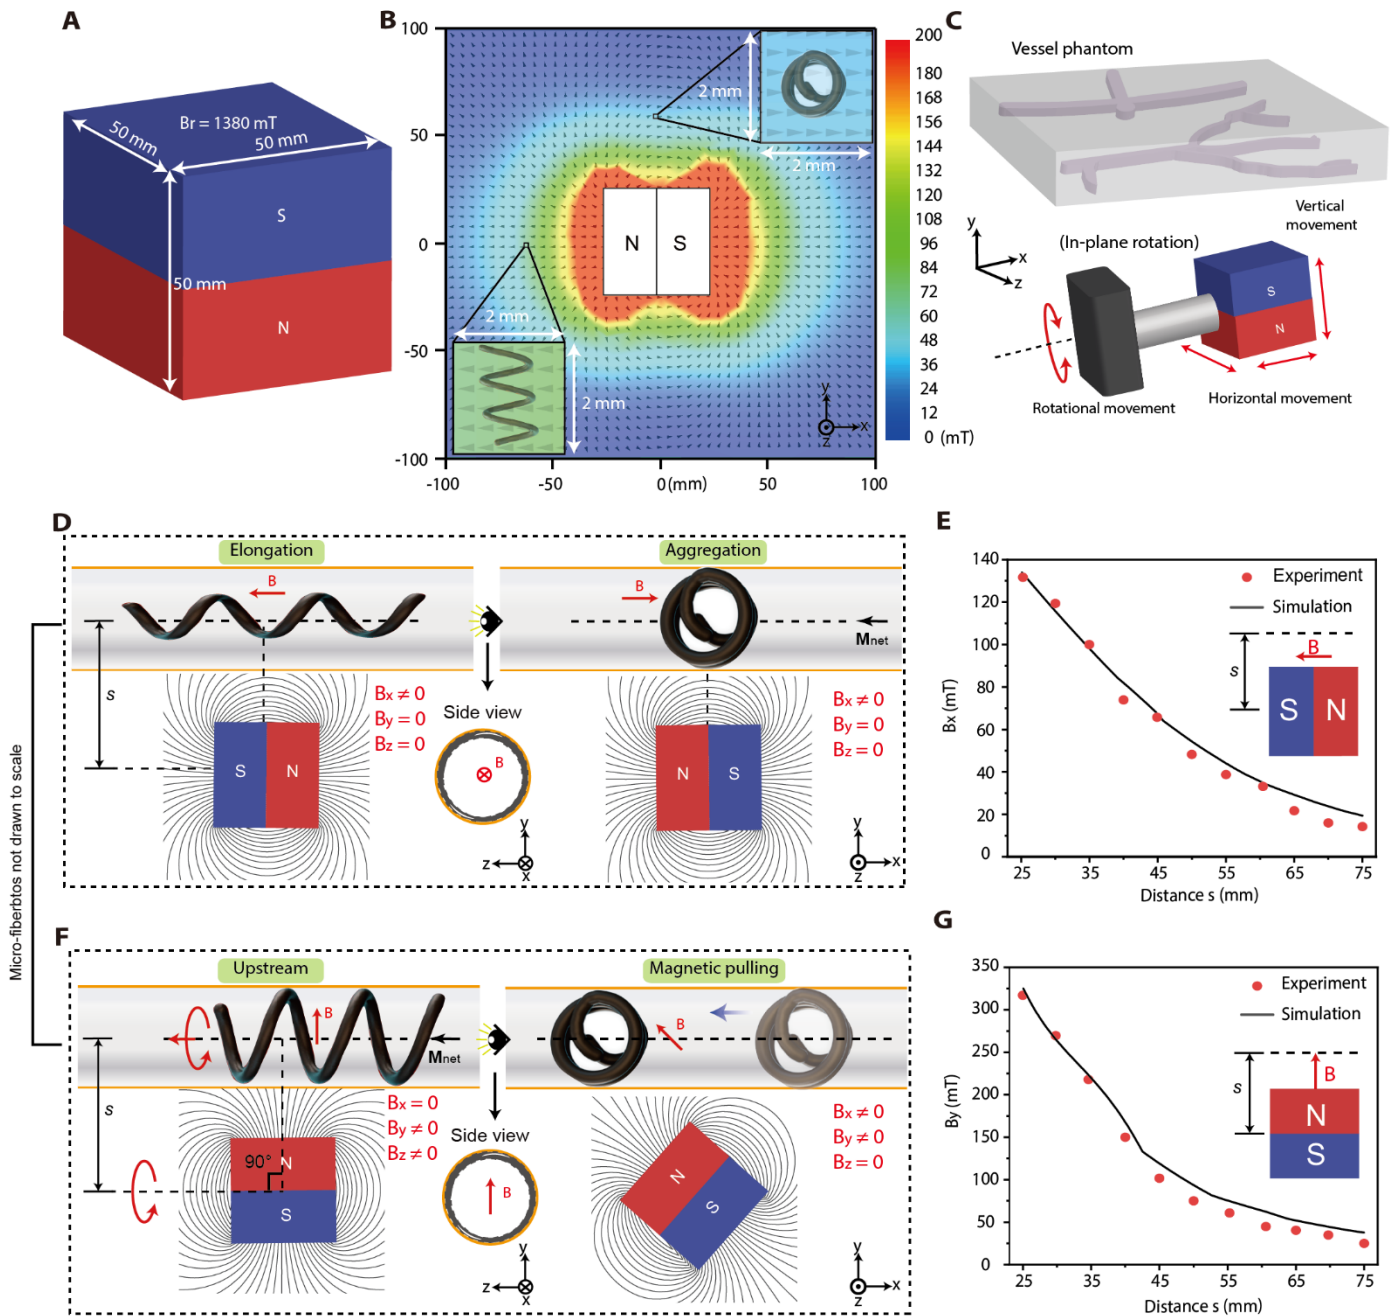 A
Br = 1380 mT
50 mm
50 mm
50 mm
S
N
B
100
50
0
-50
-100
-100
-50
0 (mm)
50
100
N
S
2 mm
2 mm
2 mm
2 mm
y
x
z
200
180
168
156
144
132
120
108
96
84
72
60
48
36
24
12
0 (mT)
C
Vessel phantom
Vertical
movement
(In-plane rotation)
y
x
z
S
N
Rotational movement
Horizontal movement
Micro-fiberbtos not drawn to scale
D
Elongation
B
s
S
N
Bx ≠ 0
By = 0
Bz = 0
Side view
B
y
z
x
Aggregation
B
Mnet
N
S
Bx ≠ 0
By = 0
Bz = 0
y
x
z
E
Bx (mT)
140
120
100
80
60
40
20
0
25
35
45
55
65
75
Distance s (mm)
Experiment
Simulation
s
B
S
N
F
Upstream
B
Mnet
s
90°
N
S
Bx = 0
By ≠ 0
Bz ≠ 0
Side view
B
y
z
x
Magnetic pulling
B
N
S
Bx ≠ 0
By ≠ 0
Bz = 0
y
x
z
G
By (mT)
350
300
250
200
150
100
50
0
25
35
45
55
65
75
Distance s (mm)
Experiment
Simulation
s
B
N
S